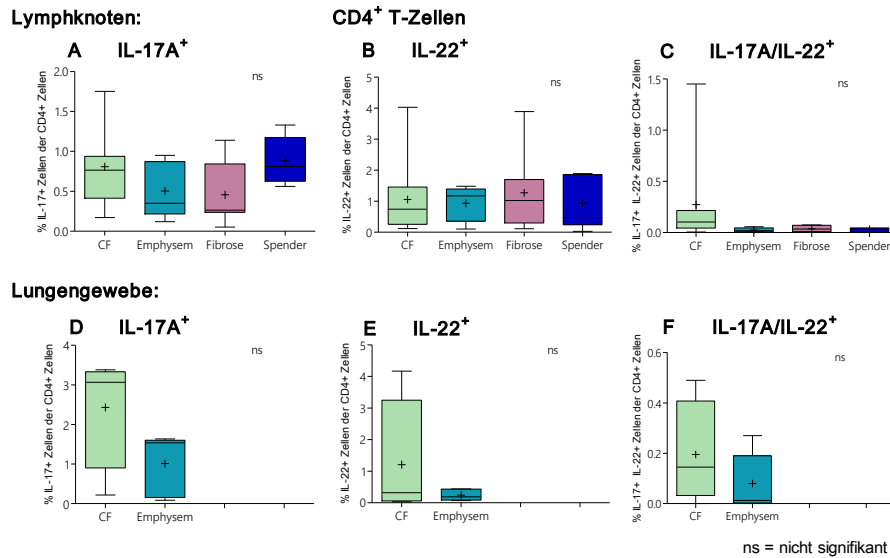 Lymphknoten:
CD4+ T-Zellen
A IL-17A+
ns
% IL-17+ Zellen der CD4+ Zellen
2.0
1.5
1.0
0.5
0.0
CF Emphysem Fibrose Spender
B IL-22+
ns
% IL-22+ Zellen der CD4+ Zellen
5
4
3
2
1
0
CF Emphysem Fibrose Spender
C IL-17A/IL-22+
ns
% IL-17+ IL-22+ Zellen der CD4+ Zellen
1.5
1.0
0.5
0.0
CF Emphysem Fibrose Spender
Lungengewebe:
D IL-17A+
ns
% IL-17+ Zellen der CD4+ Zellen
4
3
2
1
0
CF Emphysem
E IL-22+
ns
% IL-22+ Zellen der CD4+ Zellen
5
4
3
2
1
0
CF Emphysem
F IL-17A/IL-22+
ns
% IL-17+ IL-22+ Zellen der CD4+ Zellen
0.6
0.4
0.2
0.0
CF Emphysem
ns = nicht signifikant